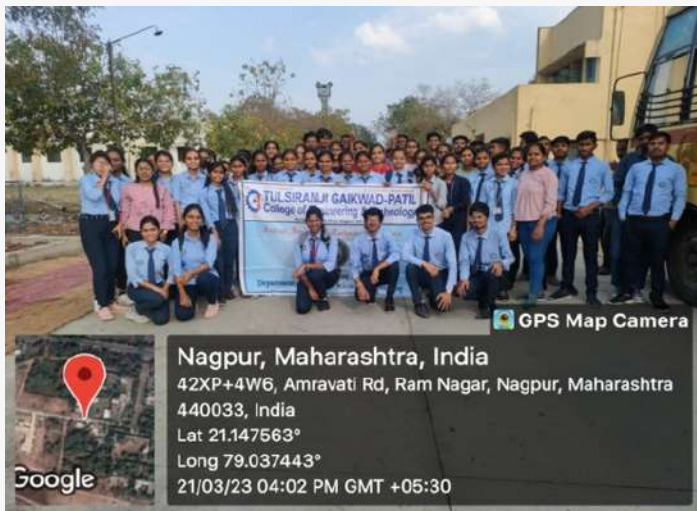 TULSIRANJI GAIKWAD-PATIL
College of Engineering & Technology
Department
GPS Map Camera
Nagpur, Maharashtra, India
42XP+4W6, Amravati Rd, Ram Nagar, Nagpur, Maharashtra
440033, India
Lat 21.147563°
Long 79.037443°
21/03/23 04:02 PM GMT +05:30
Google